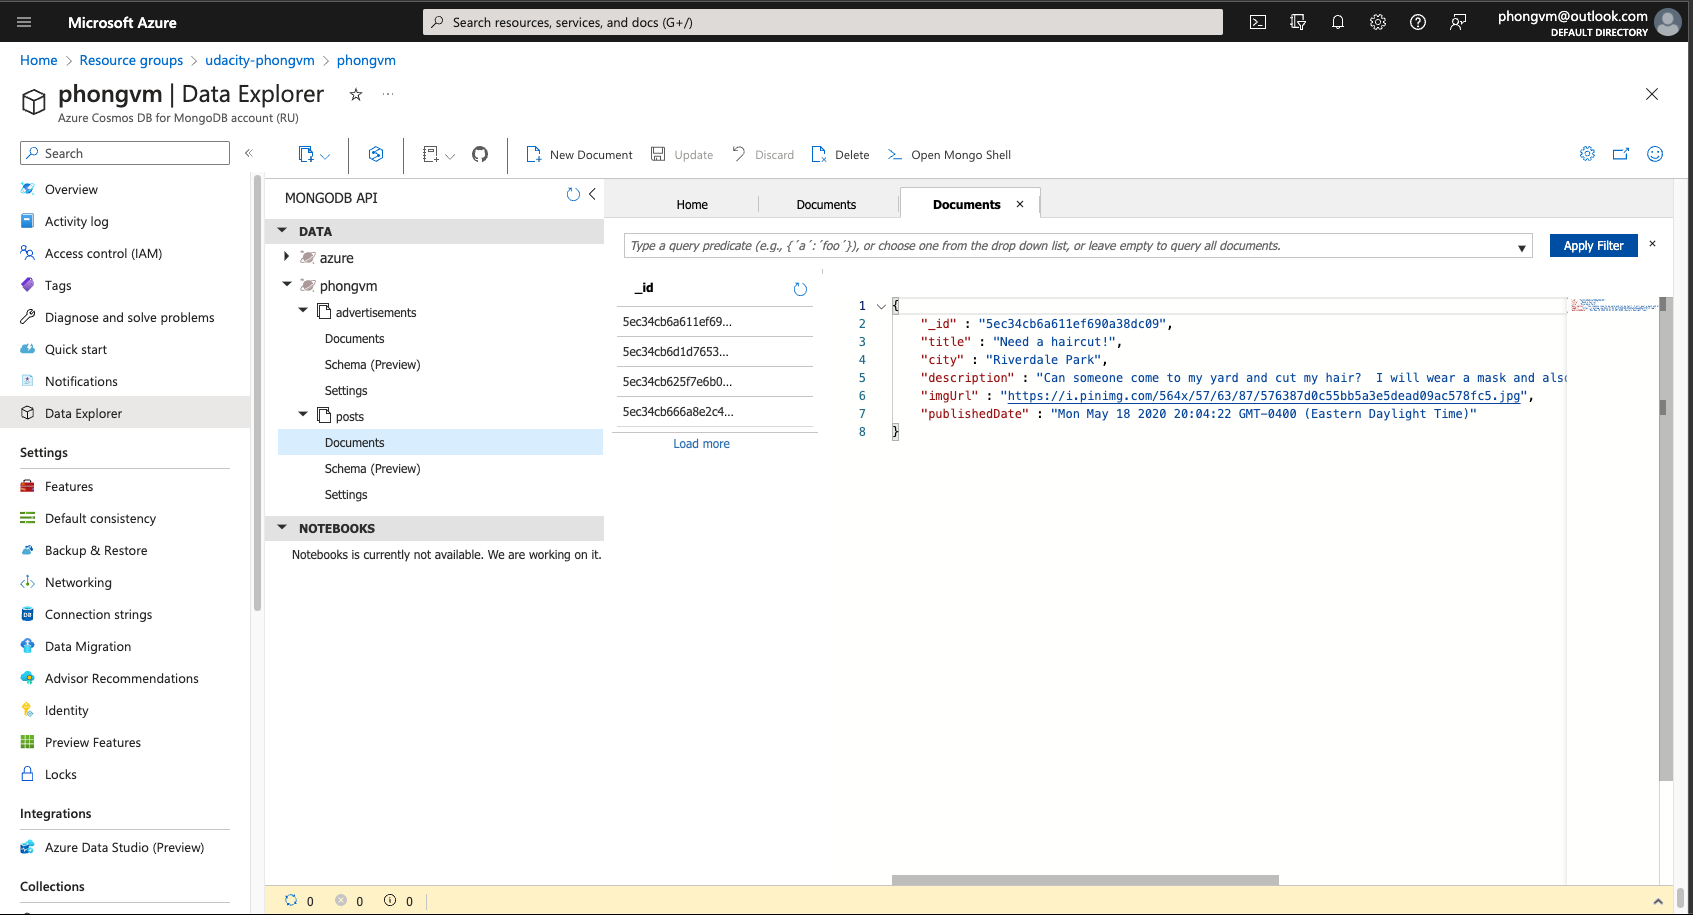 Microsoft Azure
Search resources, services, and docs (G+/)
phongvm@outlook.com
DEFAULT DIRECTORY
Home > Resource groups > udacity-phongvm > phongvm
phongvm | Data Explorer
Azure Cosmos DB for MongoDB account (RU)
Search
Overview
Activity log
Access control (IAM)
Tags
Diagnose and solve problems
Quick start
Notifications
Data Explorer
Settings
Features
Default consistency
Backup & Restore
Networking
Connection strings
Data Migration
Advisor Recommendations
Identity
Preview Features
Locks
Integrations
Azure Data Studio (Preview)
Collections
New Document
Update
Discard
Delete
Open Mongo Shell
MONGODB API
DATA
azure
phongvm
advertisements
Documents
Schema (Preview)
Settings
posts
Documents
Schema (Preview)
Settings
NOTEBOOKS
Notebooks is currently not available. We are working on it.
Home
Documents
Documents
Type a query predicate (e.g., {´a´:´foo´}), or choose one from the drop down list, or leave empty to query all documents.
Apply Filter
_id
5ec34cb6a611ef69...
5ec34cb6d1d7653...
5ec34cb625f7e6b0...
5ec34cb666a8e2c4...
Load more
1 {
2 "_id" : "5ec34cb6a611ef690a38dc09",
3 "title" : "Need a haircut!",
4 "city" : "Riverdale Park",
5 "description" : "Can someone come to my yard and cut my hair?  I will wear a mask and also
6 "imgUrl" : "https://i.pinimg.com/564x/57/63/87/576387d0c55bb5a3e5dead09ac578fc5.jpg",
7 "publishedDate" : "Mon May 18 2020 20:04:22 GMT-0400 (Eastern Daylight Time)"
8 }
0 0 0